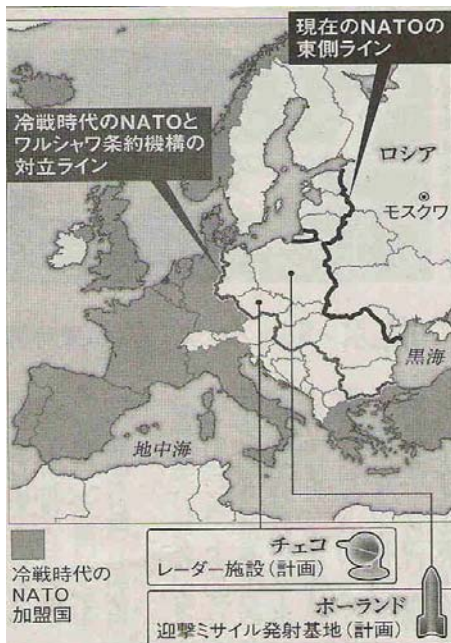 現在のNATOの
東側ライン
冷戦時代のNATOと
ワルシャワ条約機構の
対立ライン
ロシア
モスクワ
黒海
地中海
チェコ
レーダー施設(計画)
ポーランド
迎撃ミサイル発射基地(計画)
冷戦時代の
NATO
加盟国